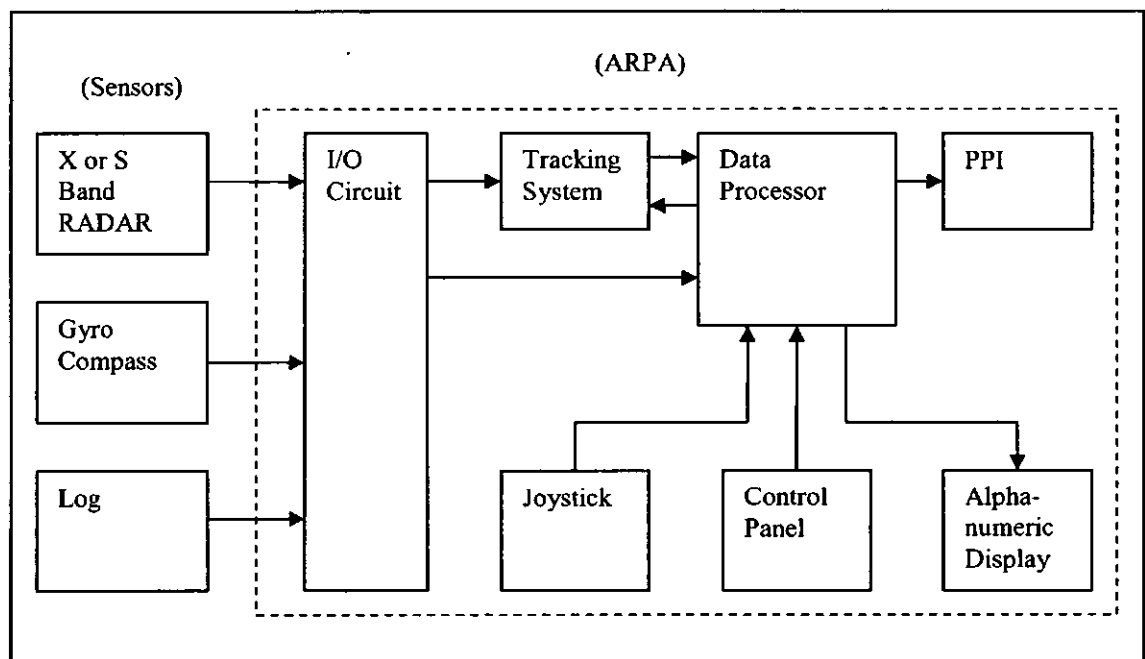 (ARPA)
(Sensors)
X or S
Band
RADAR
I/O
Circuit
Tracking
System
Data
Processor
PPI
Gyro
Compass
Log
Joystick
Control
Panel
Alpha-
numeric
Display